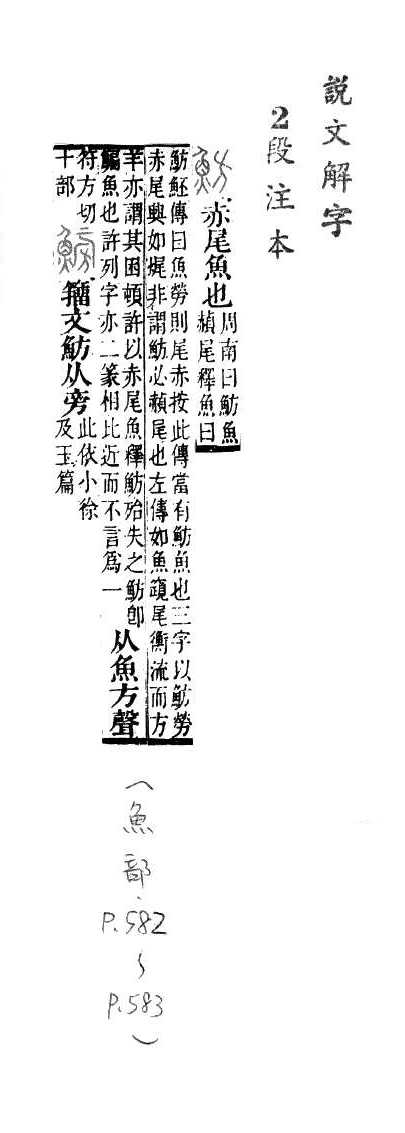 説文解字
2段注本
魴 赤尾魚也 周南曰魴魚
赬尾釋魚曰
魴魾傳曰魚勞則尾赤按此傳當有魴魚也三字以魴勞
赤尾興如捤非謂魴必赬尾也左傳如魚竀尾衡流而方
羊亦謂其困頓許以赤尾魚釋魴殆失之魴卽
鯿魚也許列字亦二篆相比近而不言爲一 从魚方聲
符方切
十部 籒文魴从旁 此依小徐
及玉篇
(魚部.
P.582
~
P.583
)